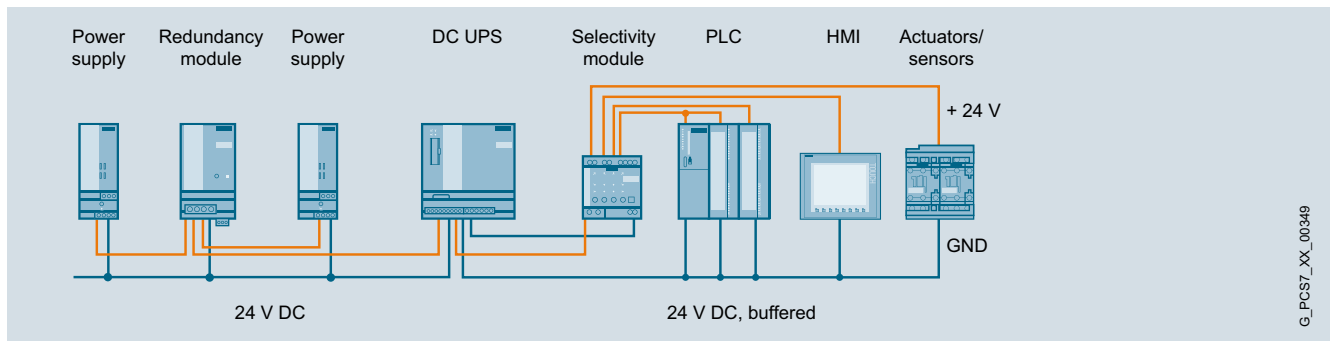 Power supply
Redundancy module
Power supply
DC UPS
Selectivity module
PLC
HMI
Actuators/ sensors
+ 24 V
GND
24 V DC
24 V DC, buffered
G_PCS7_XX_00349